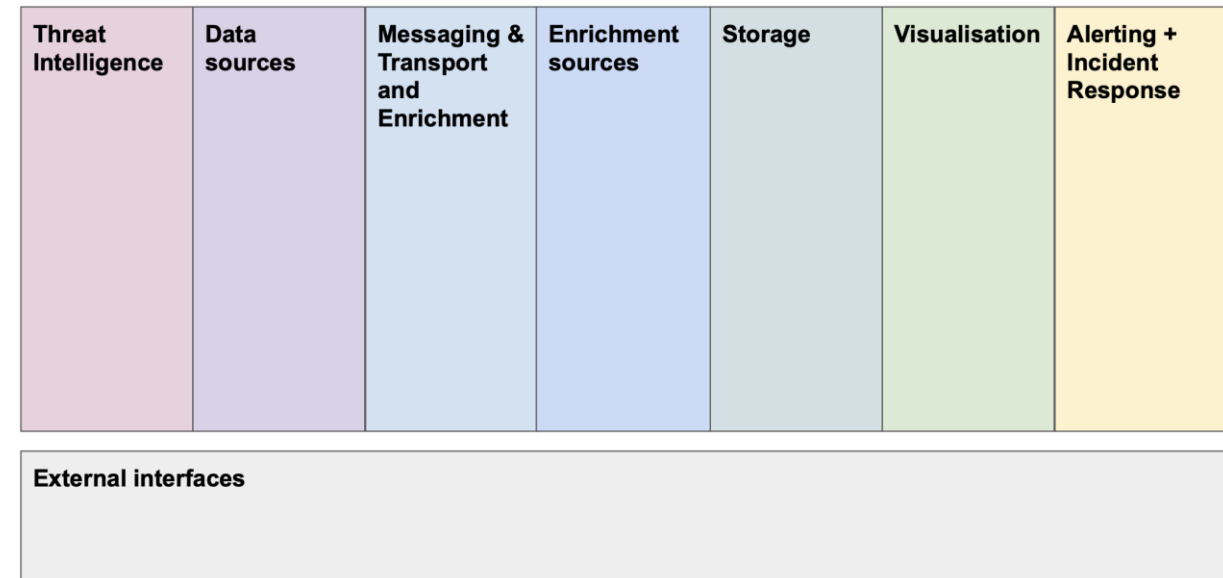 Threat
Intelligence
Data
sources
Messaging &
Transport
and
Enrichment
Enrichment
sources
Storage
Visualisation
Alerting +
Incident
Response
External interfaces